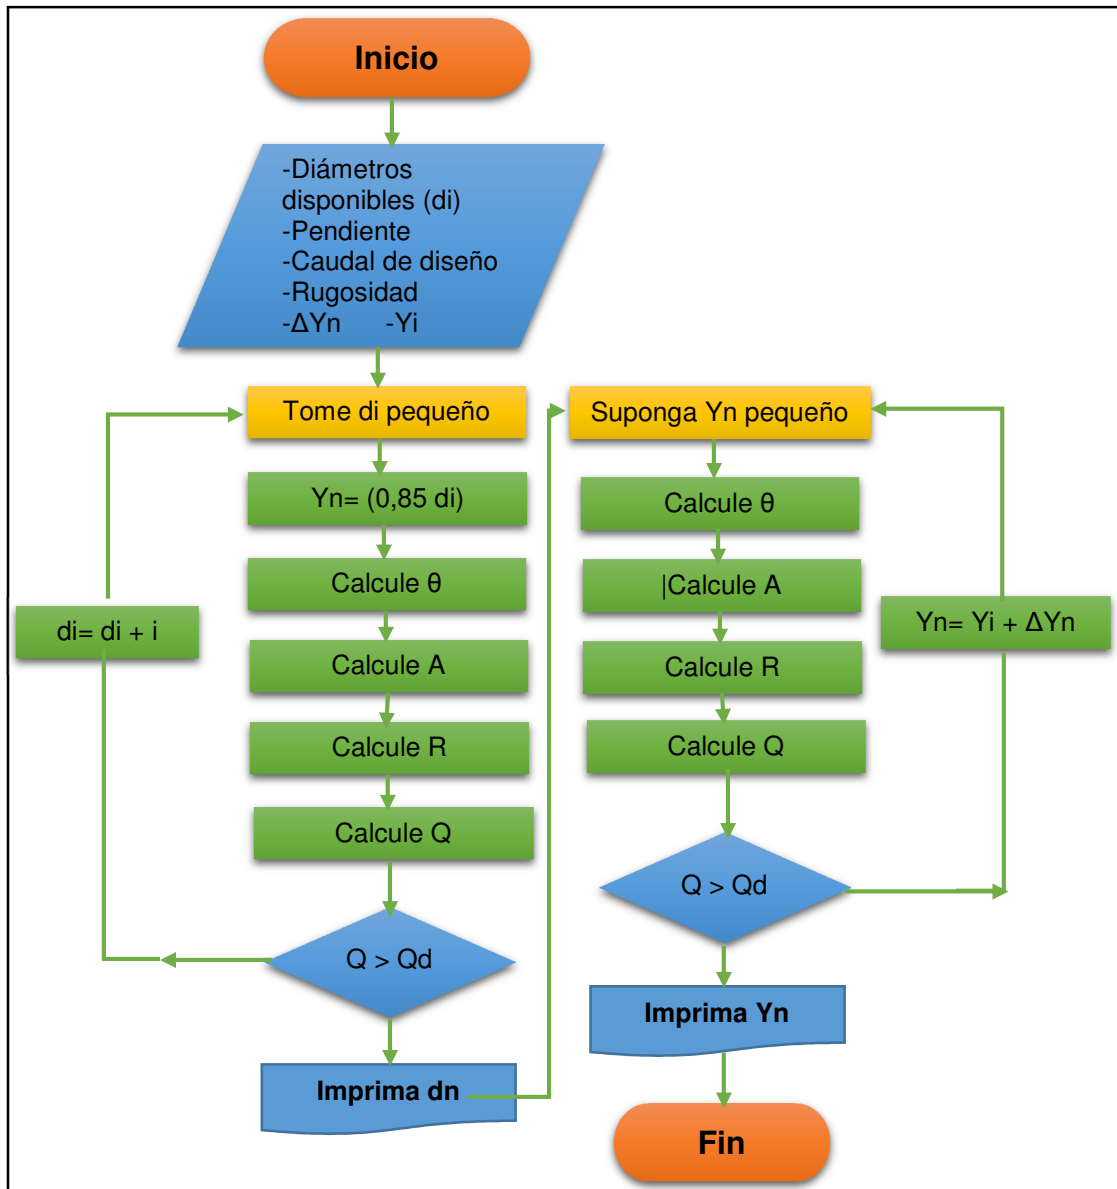 Inicio
-Diámetros
disponibles (di)
-Pendiente
-Caudal de diseño
-Rugosidad
-ΔYn -Yi
Tome di pequeño
Yn= (0,85 di)
Calcule θ
Calcule A
Calcule R
Calcule Q
Q > Qd
di= di + i
Imprima dn
Suponga Yn pequeño
Calcule θ
|Calcule A
Calcule R
Calcule Q
Q > Qd
Yn= Yi + ΔYn
Imprima Yn
Fin